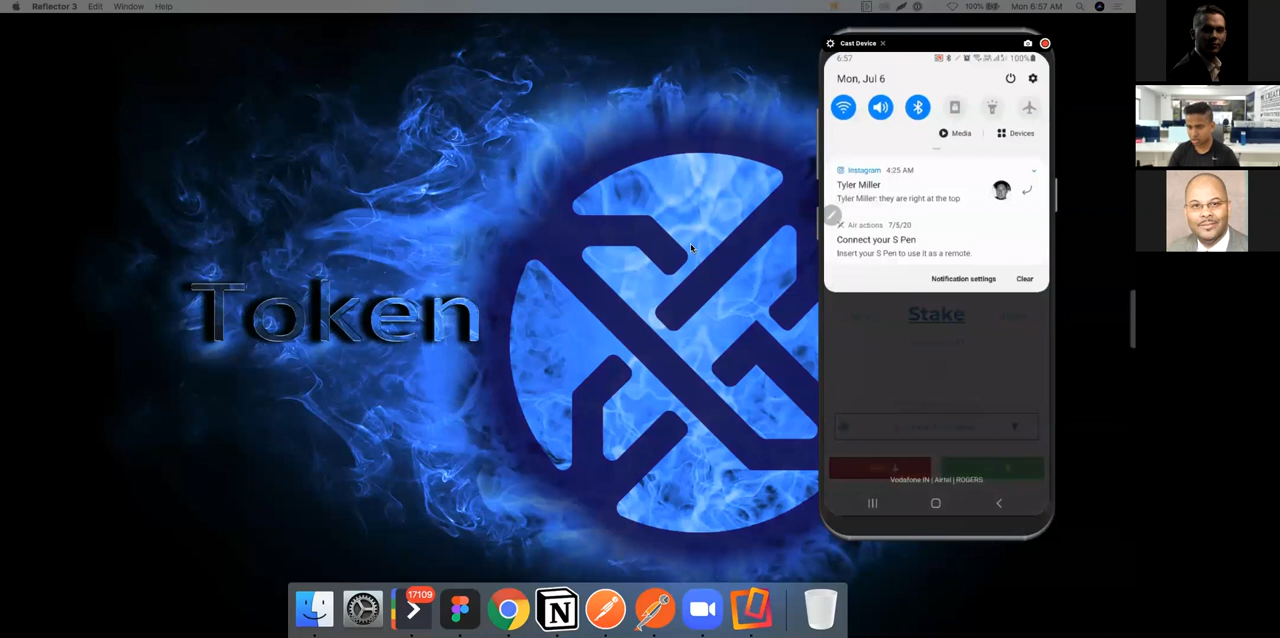 Reflector 3 Edit Window Help
100% Mon 6:57 AM
Token
Cast Device
6:57
100%
Mon, Jul 6
Media
Devices
Instagram 4:25 AM
Tyler Miller
Tyler Miller: they are right at the top
Air actions 7/5/20
Connect your S Pen
Insert your S Pen to use it as a remote.
Notification settings
Clear
Stake
Vodafone IN | Airtel | ROGERS
17109